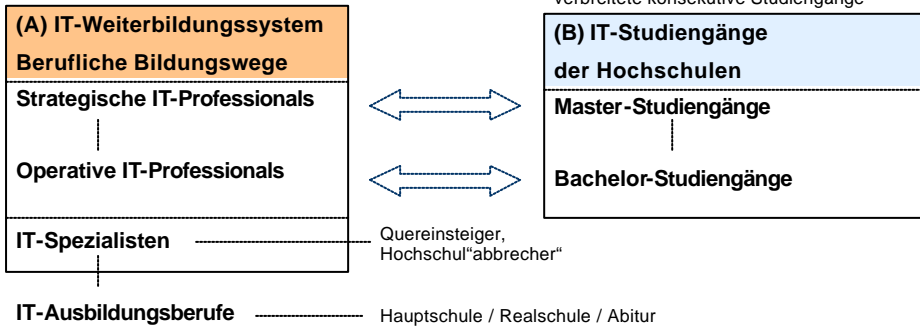 verbreitete konsekutive Studiengänge
(A) IT-Weiterbildungssystem
Berufliche Bildungswege
Strategische IT-Professionals
Operative IT-Professionals
IT-Spezialisten
Quereinsteiger,
Hochschul“abbrecher“
IT-Ausbildungsberufe
Hauptschule / Realschule / Abitur
(B) IT-Studiengänge
der Hochschulen
Master-Studiengänge
Bachelor-Studiengänge